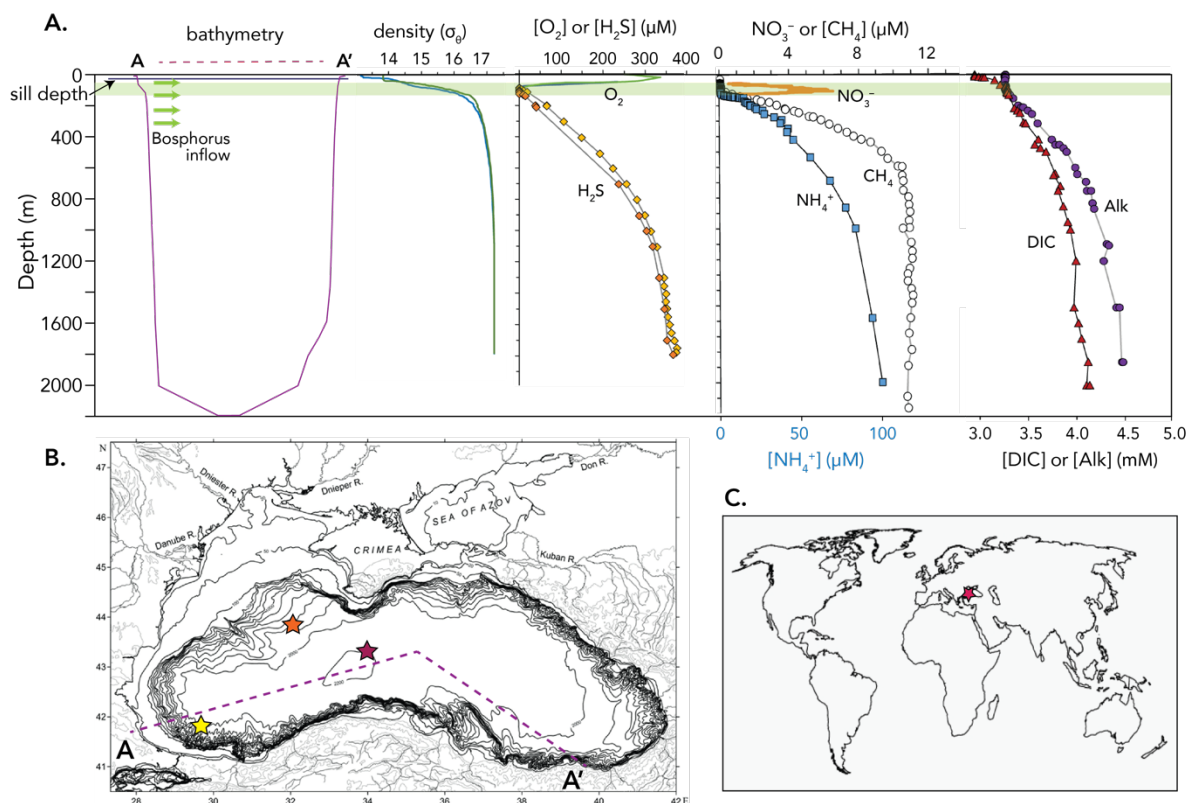 A.
bathymetry
A
A'
density (σθ)
14 15 16 17
[O₂] or [H₂S] (µM)
0 100 200 300 400
NO₃⁻ or [CH₄] (µM)
0 4 8 12
0
400
800
1200
1600
2000
Depth (m)
sill depth
Bosphorus
inflow
O₂
H₂S
NO₃⁻
CH₄
NH₄⁺
Alk
DIC
0 50 100
[NH₄⁺] (µM)
3.0 3.5 4.0 4.5 5.0
[DIC] or [Alk] (mM)
B.
N
47
46
45
44
43
42
41
Dniester R.
Dnieper R.
Don R.
SEA OF AZOV
Danube R.
CRIMEA
Kuban R.
2200
A
A'
28 30 32 34 36 38 40 42 E
C.